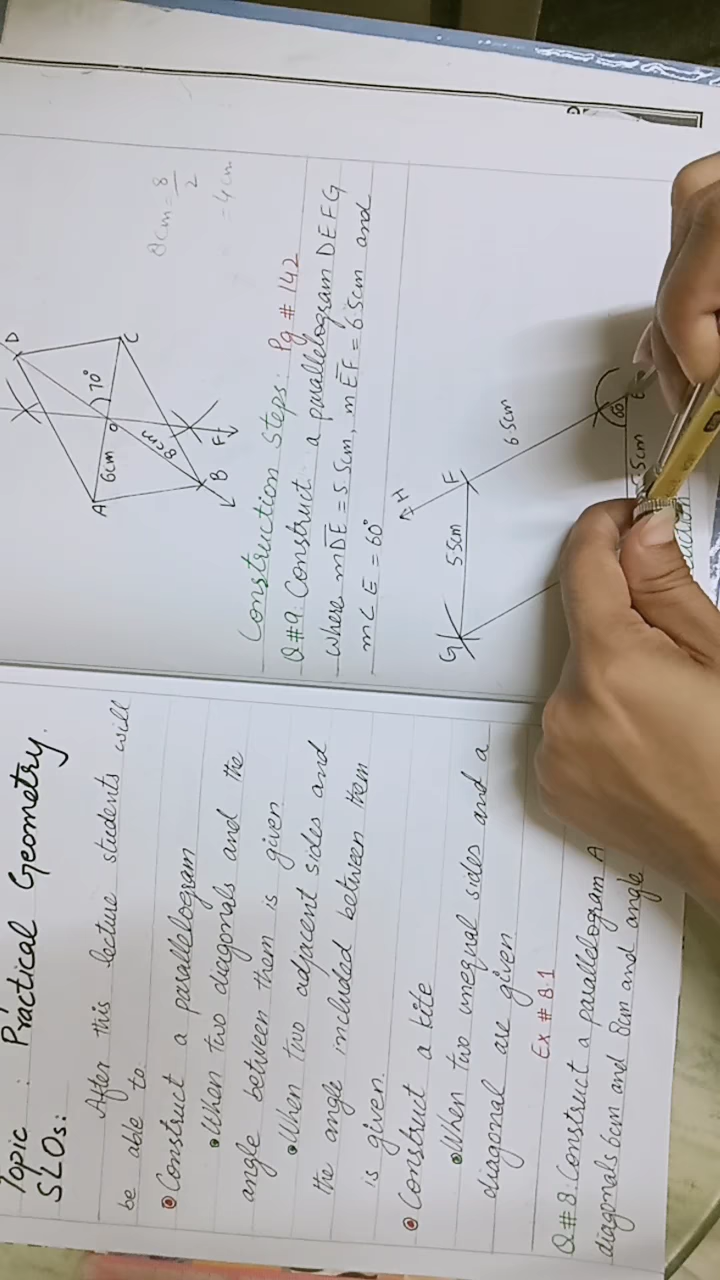 Topic : Practical Geometry.
SLOs:
After this lecture students will
be able to
Construct a parallelogram
When two diagonals and the
angle between them is given
When two adjacent sides and
the angle included between them
is given.
Construct a kite
When two unequal sides and a
diagonal are given
Ex # 8.1
Q#8: Construct a parallelogram A
diagonals 6cm and 8cm and angle
D
C
A
B
F
O
6cm
8cm
70°
8cm = 8/2
= 4cm
Construction Steps: Pg # 142
Q#9: Construct a parallelogram DEFG
where mDE = 5.5cm, mEF = 6.5cm and
m∠E = 60°
H
F
G
E
6.5cm
5.5cm
60°
5cm